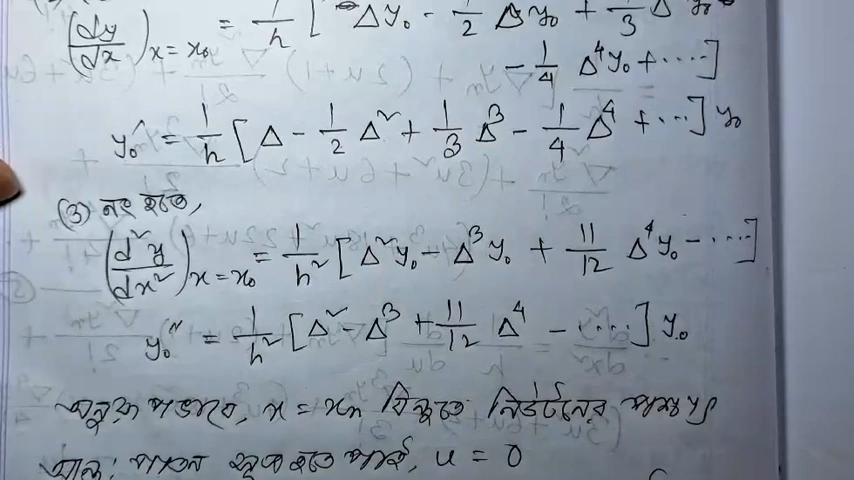 (dy/dx)ₓ₌ₓ₀ = 1/h [ Δy₀ - 1/2 Δ²y₀ + 1/3 Δ³y₀
- 1/4 Δ⁴y₀ + ....]
y₀′ = 1/h [Δ - 1/2 Δ² + 1/3 Δ³ - 1/4 Δ⁴ + ...] y₀
(3) নং হতে,
(d²y/dx²)ₓ₌ₓ₀ = 1/h² [Δ²y₀ - Δ³y₀ + 11/12 Δ⁴y₀ - ....]
y₀″ = 1/h² [Δ² - Δ³ + 11/12 Δ⁴ - ....] y₀
অনুরূপভাবে, x = xₙ বিন্দুতে নিউটনের পশ্চাৎ
সূত্র হতে পাই, u = 0